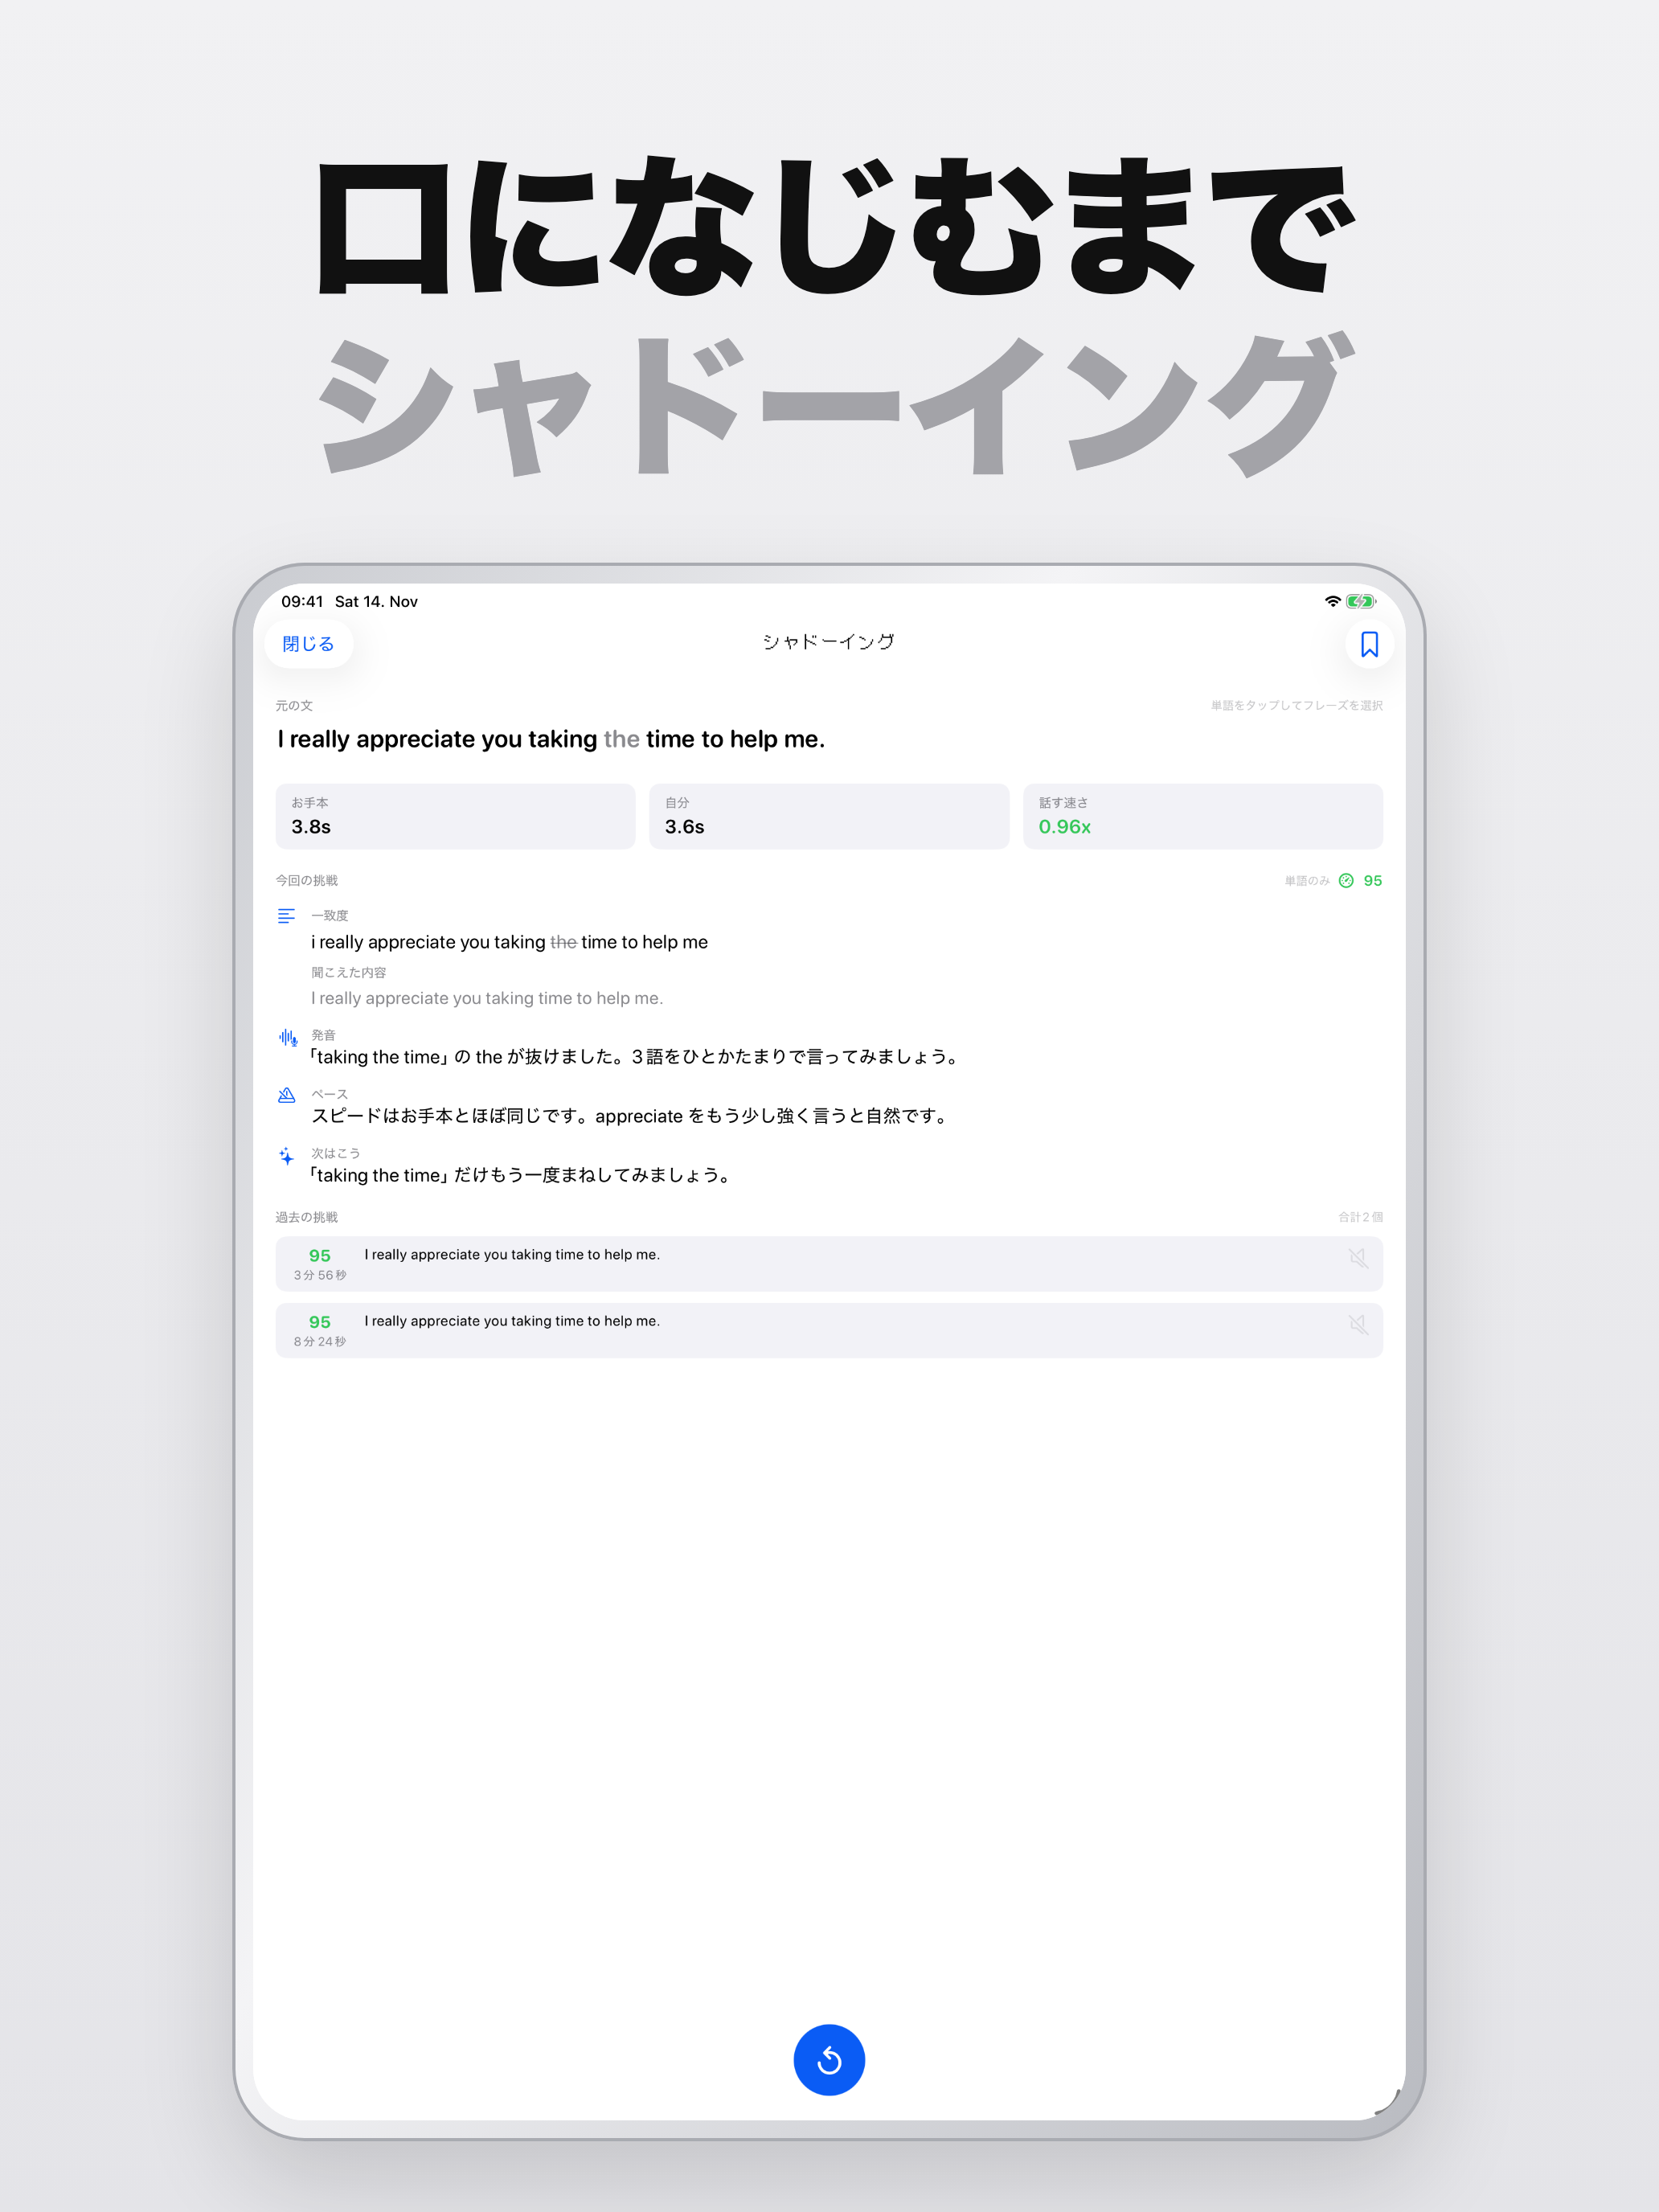 口になじむまで
シャドーイング
09:41 Sat 14. Nov
閉じる
シャドーイング
元の文
単語をタップしてフレーズを選択
I really appreciate you taking the time to help me.
お手本
3.8s
自分
3.6s
話す速さ
0.96x
今回の挑戦
単語のみ 95
一致度
i really appreciate you taking the time to help me
聞こえた内容
I really appreciate you taking time to help me.
発音
「taking the time」の the が抜けました。3語をひとかたまりで言ってみましょう。
ペース
スピードはお手本とほぼ同じです。appreciate をもう少し強く言うと自然です。
次はこう
「taking the time」だけもう一度まねしてみましょう。
過去の挑戦
合計2個
95
I really appreciate you taking time to help me.
3分56秒
95
I really appreciate you taking time to help me.
8分24秒